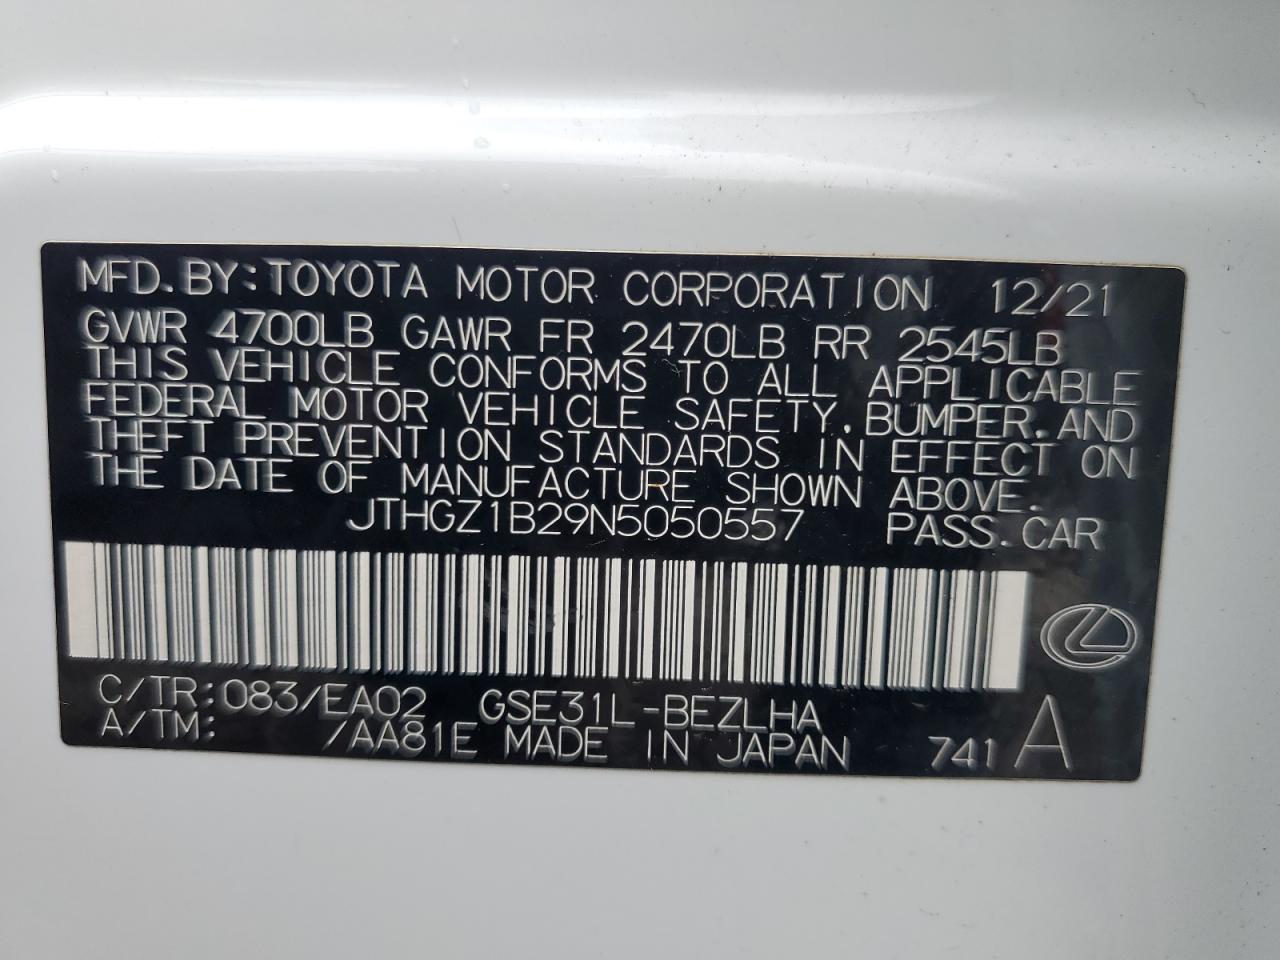 MFD. BY: TOYOTA MOTOR CORPORATION 12/21
GVWR 4700LB GAWR FR 2470LB RR 2545LB
THIS VEHICLE CONFORMS TO ALL APPLICABLE
FEDERAL MOTOR VEHICLE SAFETY, BUMPER, AND
THEFT PREVENTION STANDARDS IN EFFECT ON
THE DATE OF MANUFACTURE SHOWN ABOVE.
JTHGZ1B29N5050557 PASS. CAR
C/TR: 083/EA02 GSE31L-BEZLHA
A/TM: /AA81E MADE IN JAPAN 741 A